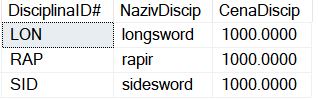 DisciplinaID# NazivDiscip CenaDiscip
LON longsword 1000.0000
RAP rapir 1000.0000
SID sidesword 1000.0000